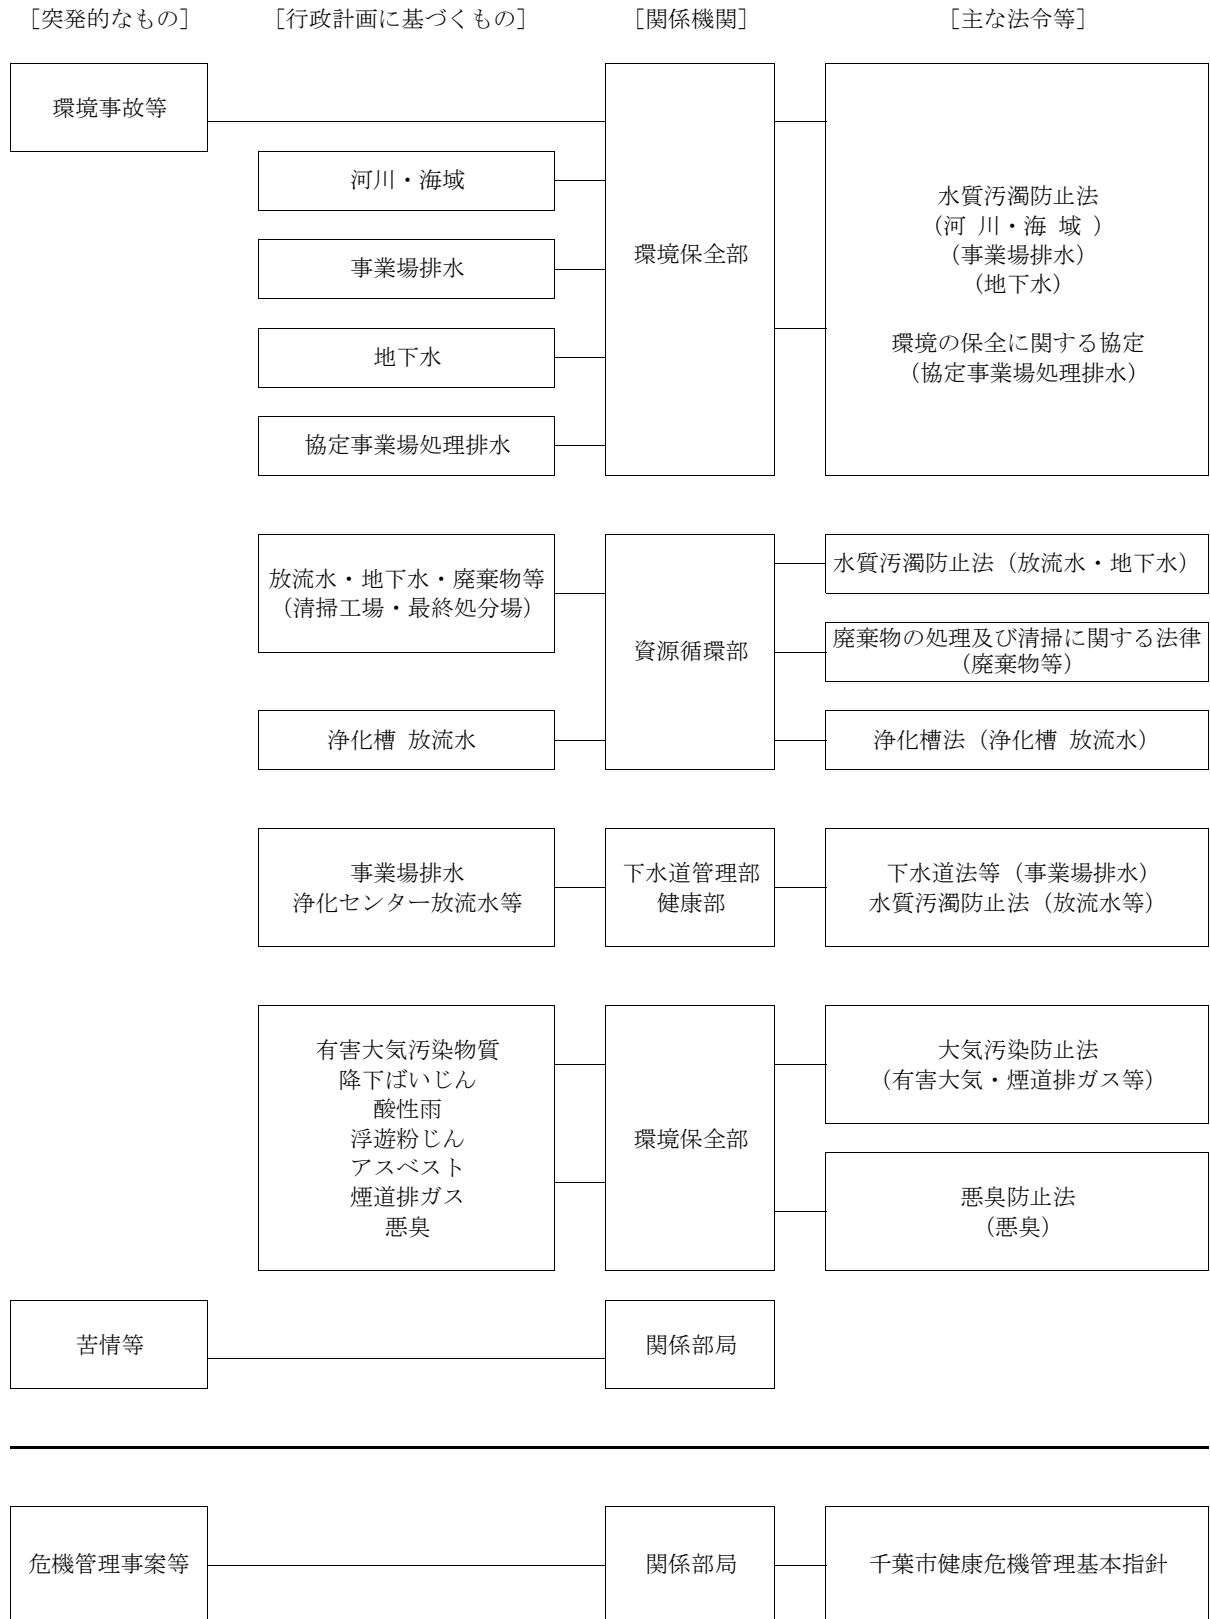 ［突発的なもの］
［行政計画に基づくもの］
［関係機関］
［主な法令等］
環境事故等
河川・海域
事業場排水
地下水
協定事業場処理排水
環境保全部
水質汚濁防止法
（河 川・海 域 ）
（事業場排水）
（地下水）
環境の保全に関する協定
（協定事業場処理排水）
放流水・地下水・廃棄物等
（清掃工場・最終処分場）
浄化槽 放流水
資源循環部
水質汚濁防止法（放流水・地下水）
廃棄物の処理及び清掃に関する法律
（廃棄物等）
浄化槽法（浄化槽 放流水）
事業場排水
浄化センター放流水等
下水道管理部
健康部
下水道法等（事業場排水）
水質汚濁防止法（放流水等）
有害大気汚染物質
降下ばいじん
酸性雨
浮遊粉じん
アスベスト
煙道排ガス
悪臭
環境保全部
大気汚染防止法
（有害大気・煙道排ガス等）
悪臭防止法
（悪臭）
苦情等
関係部局
危機管理事案等
関係部局
千葉市健康危機管理基本指針